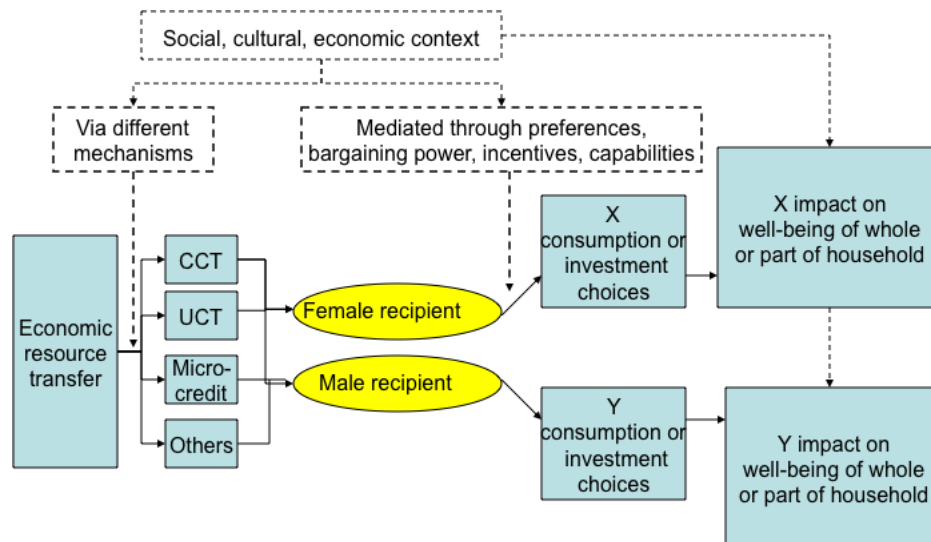 Social, cultural, economic context
Via different
mechanisms
Mediated through preferences,
bargaining power, incentives, capabilities
Economic
resource
transfer
CCT
UCT
Micro-
credit
Others
Female recipient
Male recipient
X
consumption or
investment
choices
Y
consumption or
investment
choices
X impact on
well-being of whole
or part of household
Y impact on
well-being of whole
or part of household